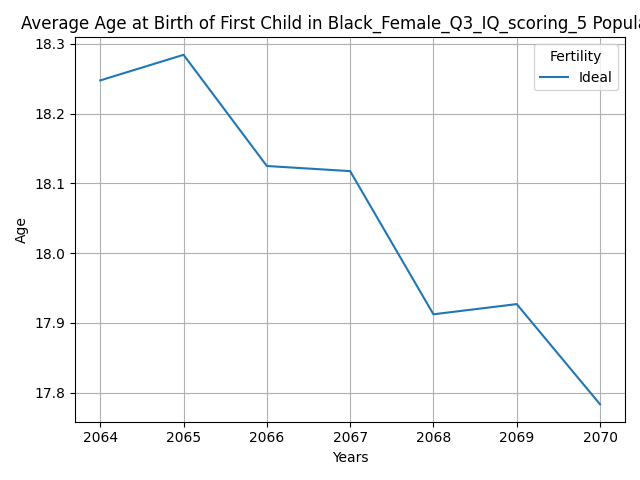 Average Age at Birth of First Child in Black_Female_Q3_IQ_scoring_5 Popula
Fertility
Ideal
18.3
18.2
18.1
18.0
17.9
17.8
Age
2064 2065 2066 2067 2068 2069 2070
Years